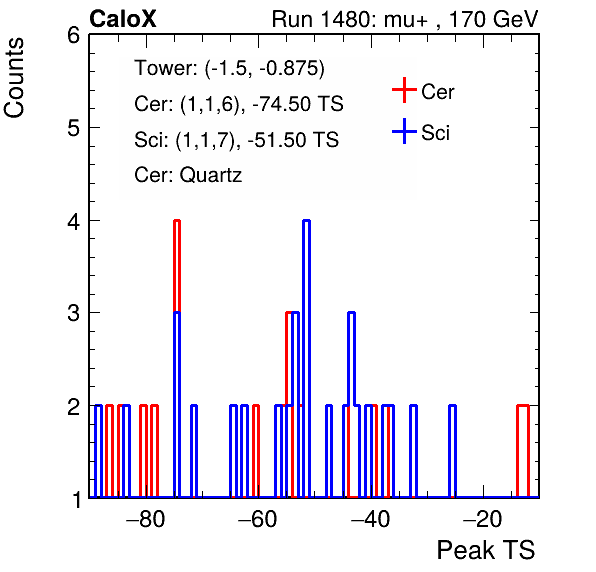 CaloX Run 1480: mu+ , 170 GeV
Counts
Tower: (-1.5, -0.875)
Cer: (1,1,6), -74.50 TS
Sci: (1,1,7), -51.50 TS
Cer: Quartz
Cer
Sci
6
5
4
3
2
1
−80 −60 −40 −20
Peak TS